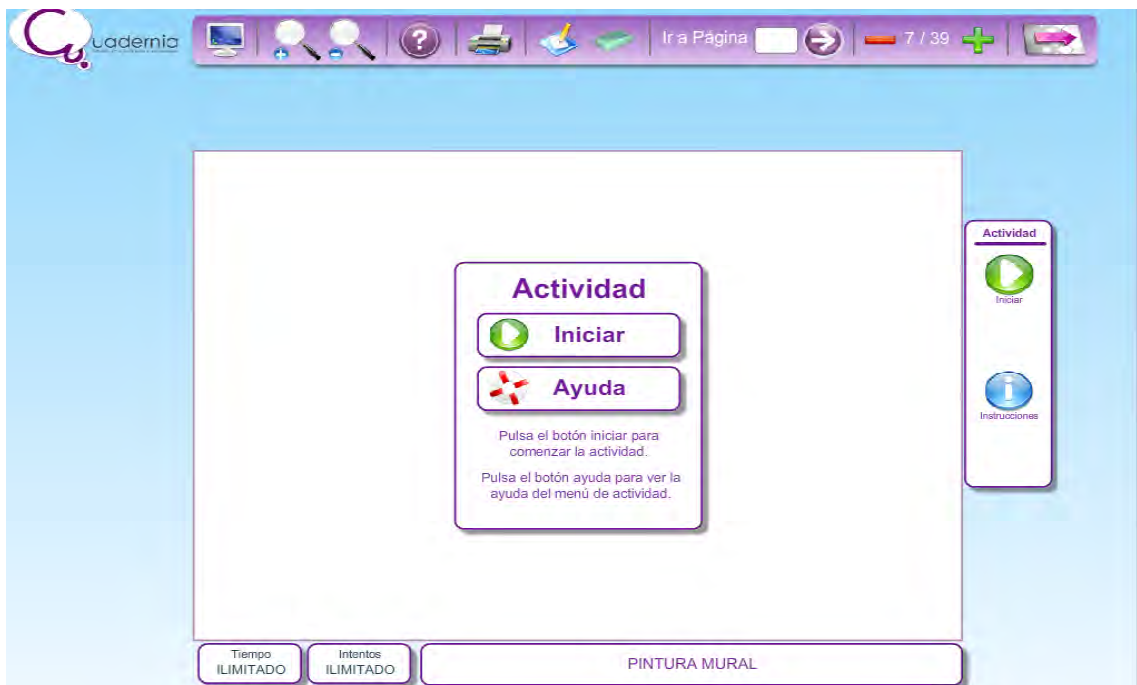 Cuadernia
Ir a Página
7 / 39
Actividad
Iniciar
Ayuda
Pulsa el botón iniciar para
comenzar la actividad.
Pulsa el botón ayuda para ver la
ayuda del menú de actividad.
Actividad
Iniciar
Instrucciones
Tiempo
ILIMITADO
Intentos
ILIMITADO
PINTURA MURAL